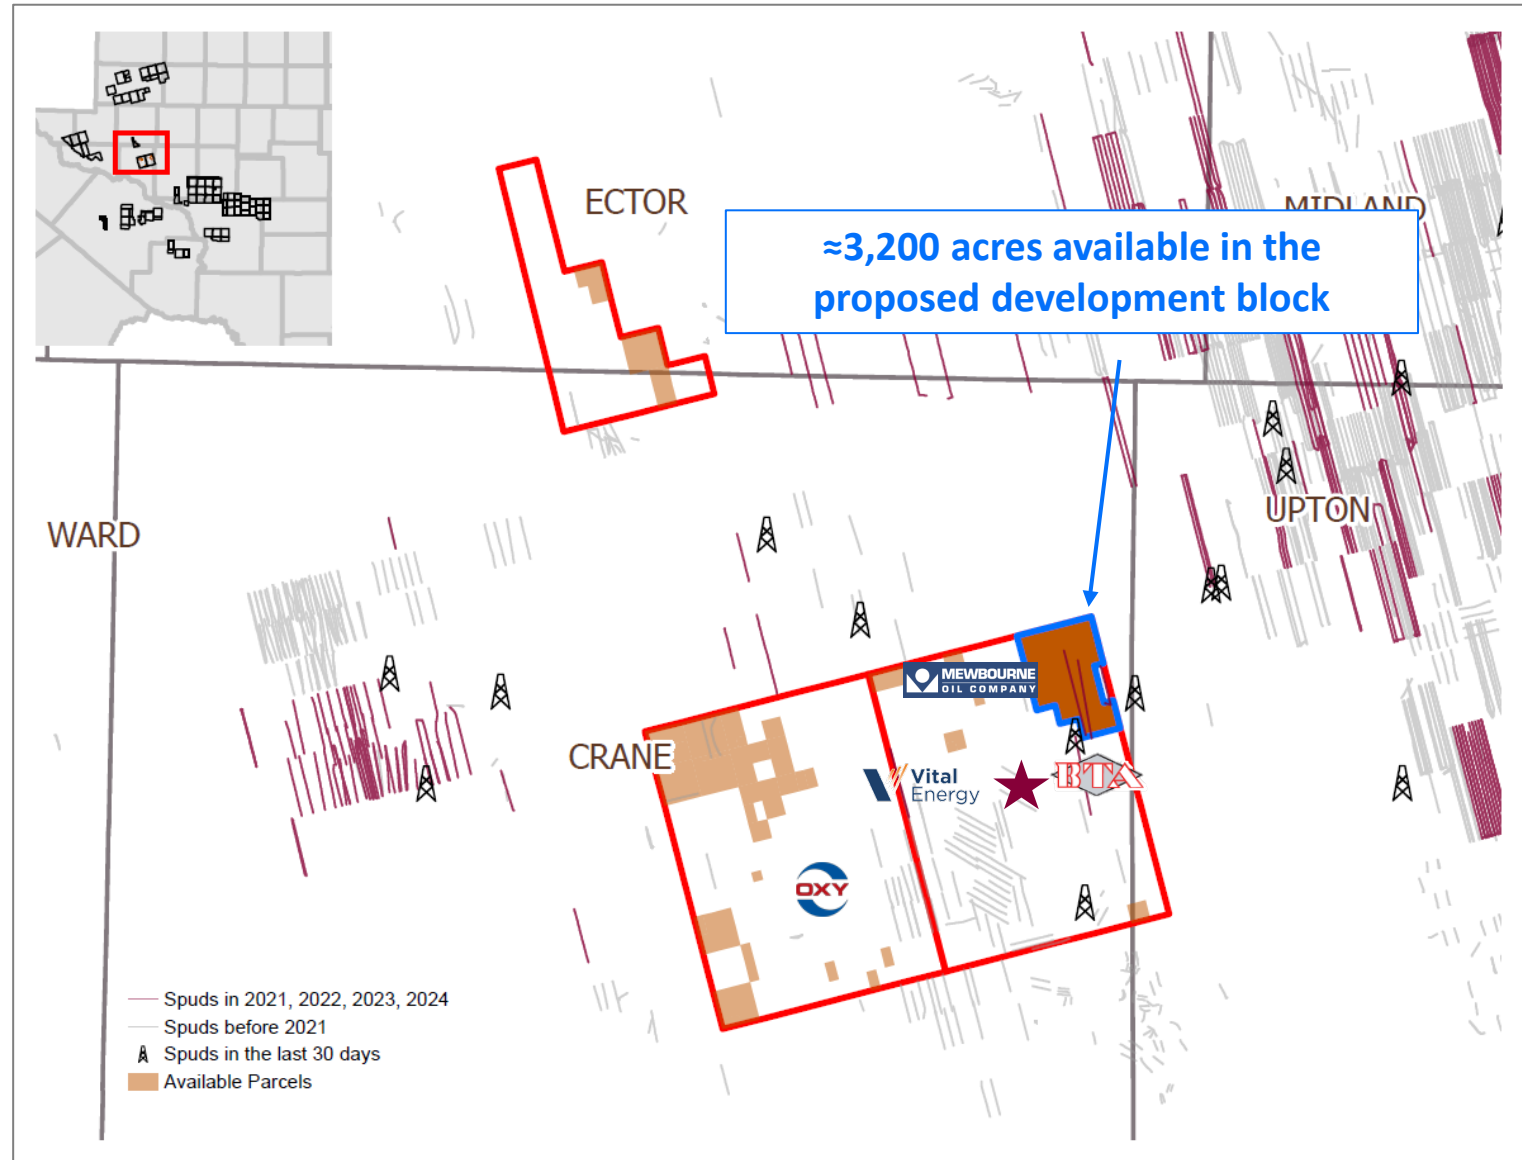 ECTOR
MIDLAND
≈3,200 acres available in the
proposed development block
WARD
UPTON
MEWBOURNE
OIL COMPANY
CRANE
Vital
Energy
BTA
OXY
Spuds in 2021, 2022, 2023, 2024
Spuds before 2021
Spuds in the last 30 days
Available Parcels